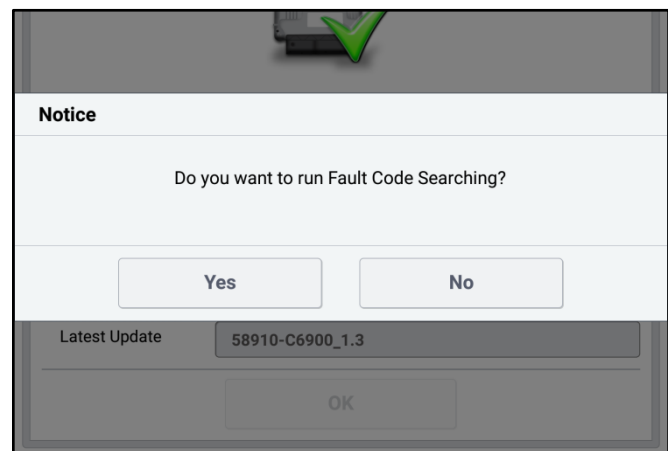 Notice
Do you want to run Fault Code Searching?
Yes No
Latest Update 58910-C6900_1.3
OK